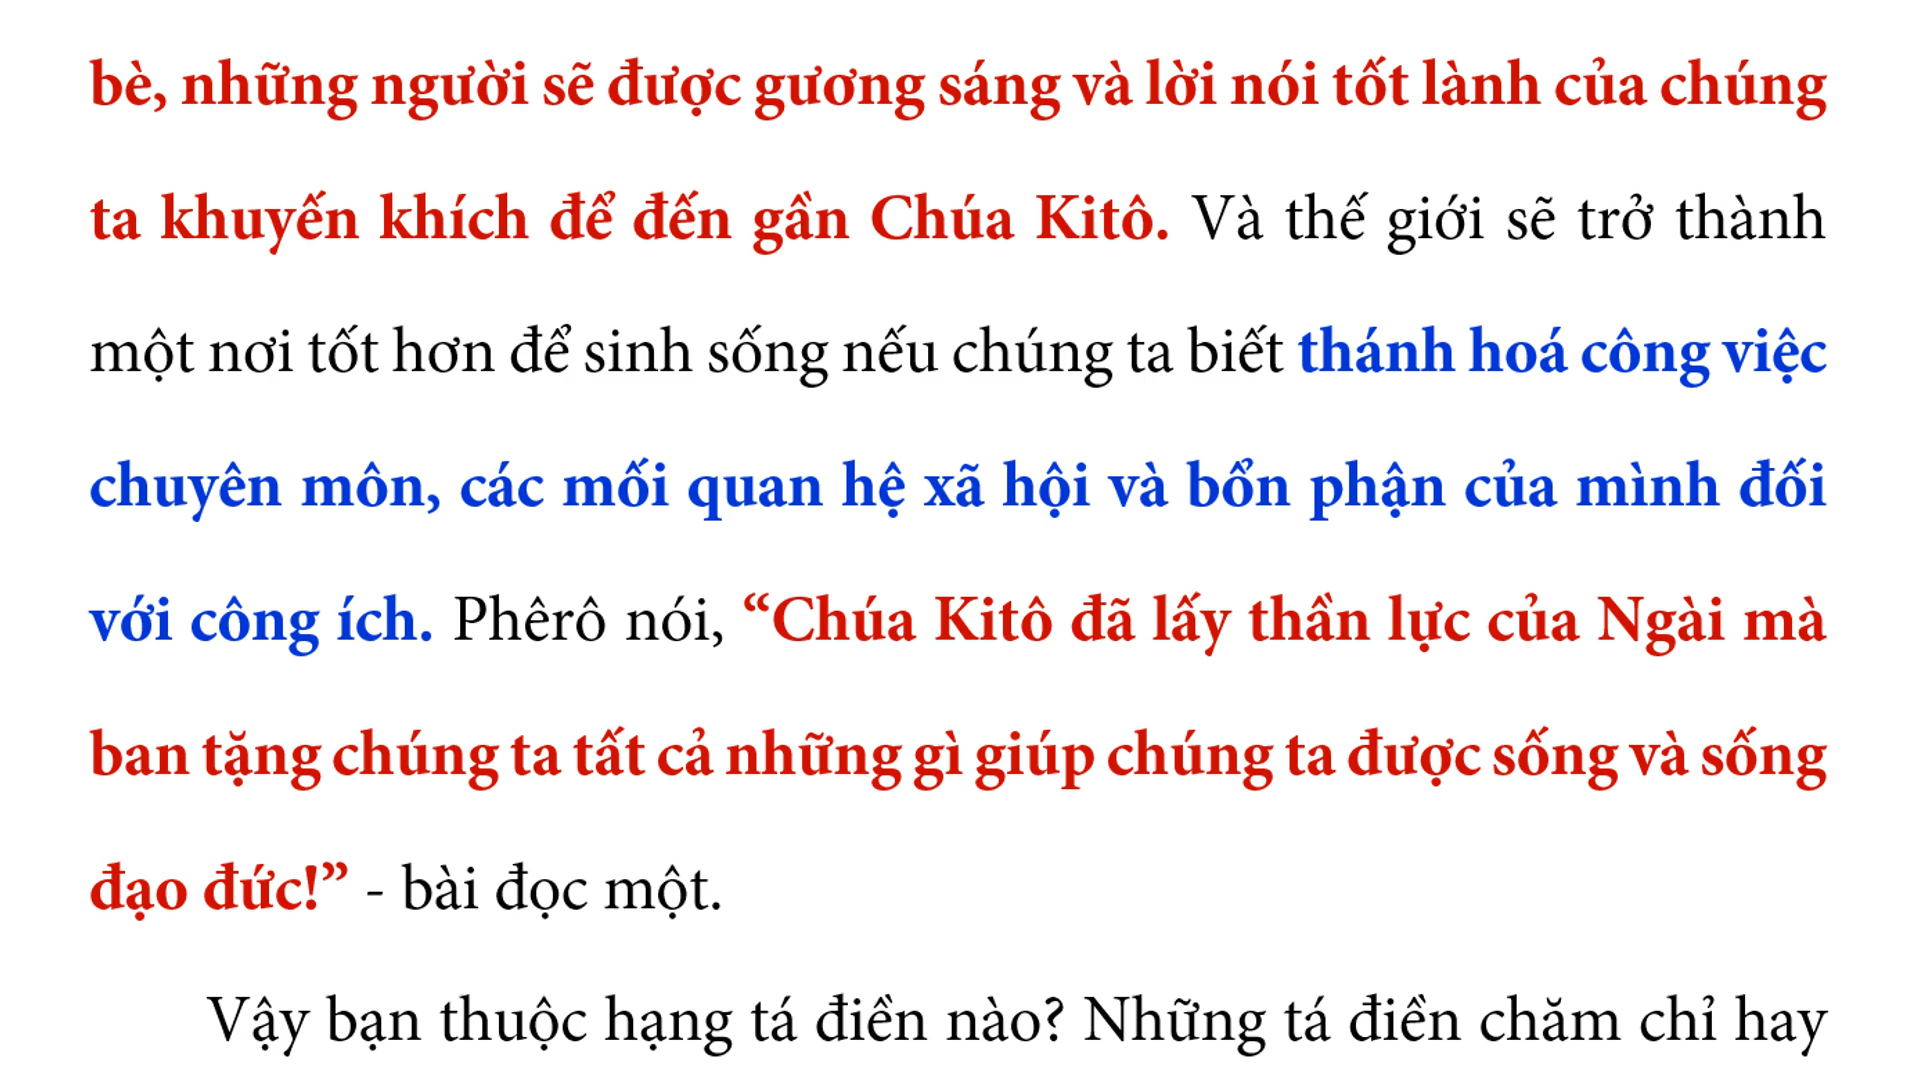 bè, những người sẽ được gương sáng và lời nói tốt lành của chúng
ta khuyến khích để đến gần Chúa Kitô. Và thế giới sẽ trở thành
một nơi tốt hơn để sinh sống nếu chúng ta biết thánh hoá công việc
chuyên môn, các mối quan hệ xã hội và bổn phận của mình đối
với công ích. Phêrô nói, “Chúa Kitô đã lấy thần lực của Ngài mà
ban tặng chúng ta tất cả những gì giúp chúng ta được sống và sống
đạo đức!” - bài đọc một.
Vậy bạn thuộc hạng tá điền nào? Những tá điền chăm chỉ hay